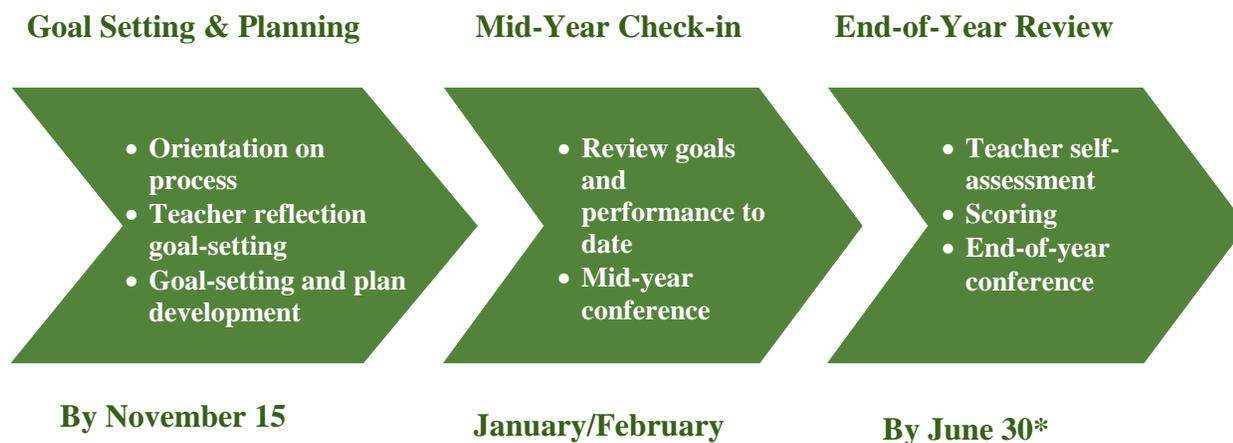 Goal Setting & Planning
Mid-Year Check-in
End-of-Year Review
• Orientation on
process
• Teacher reflection
goal-setting
• Goal-setting and plan
development
• Review goals
and
performance to
date
• Mid-year
conference
• Teacher self-
assessment
• Scoring
• End-of-year
conference
By November 15
January/February
By June 30*